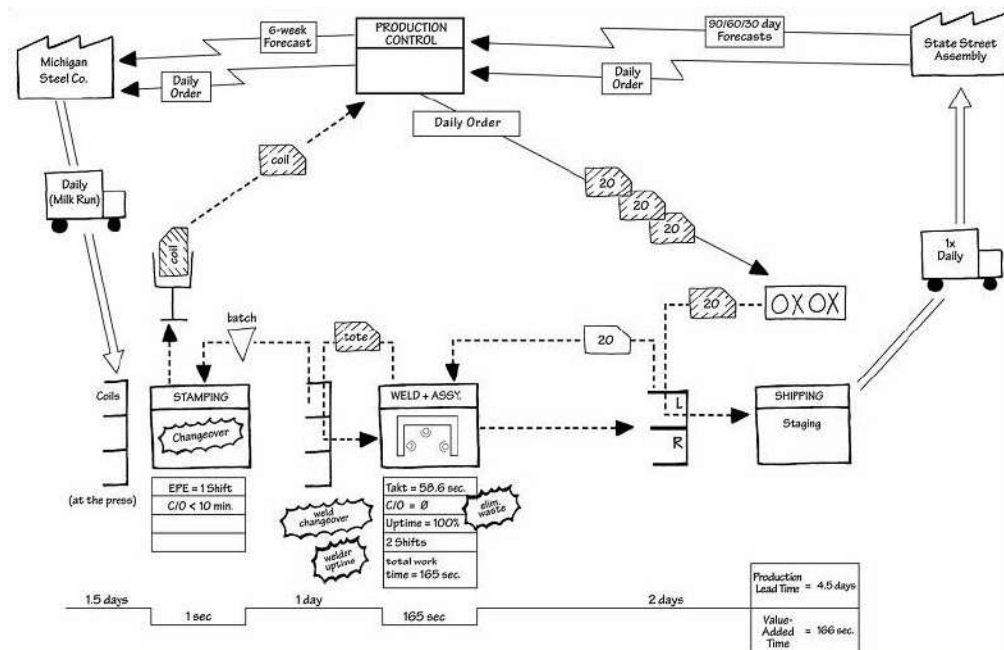 6-week
Forecast
PRODUCTION
CONTROL
90/60/30 day
Forecasts
Michigan
Steel Co.
State Street
Assembly
Daily
Order
Daily
Order
Daily Order
coil
20
20
20
Daily
(Milk Run)
1x
Daily
coil
batch
tote
20
20
OXOX
Coils
STAMPING
Changeover
WELD + ASSY.
L
R
SHIPPING
Staging
(at the press)
EPE = 1 Shift
C/O < 10 min.
weld
changeover
welder
uptime
Takt = 58.6 sec.
C/O = Ø
Uptime = 100%
2 Shifts
total work
time = 165 sec.
elim.
waste
1.5 days
1 sec
1 day
165 sec
2 days
Production
Lead Time = 4.5 days
Value-
Added = 166 sec.
Time